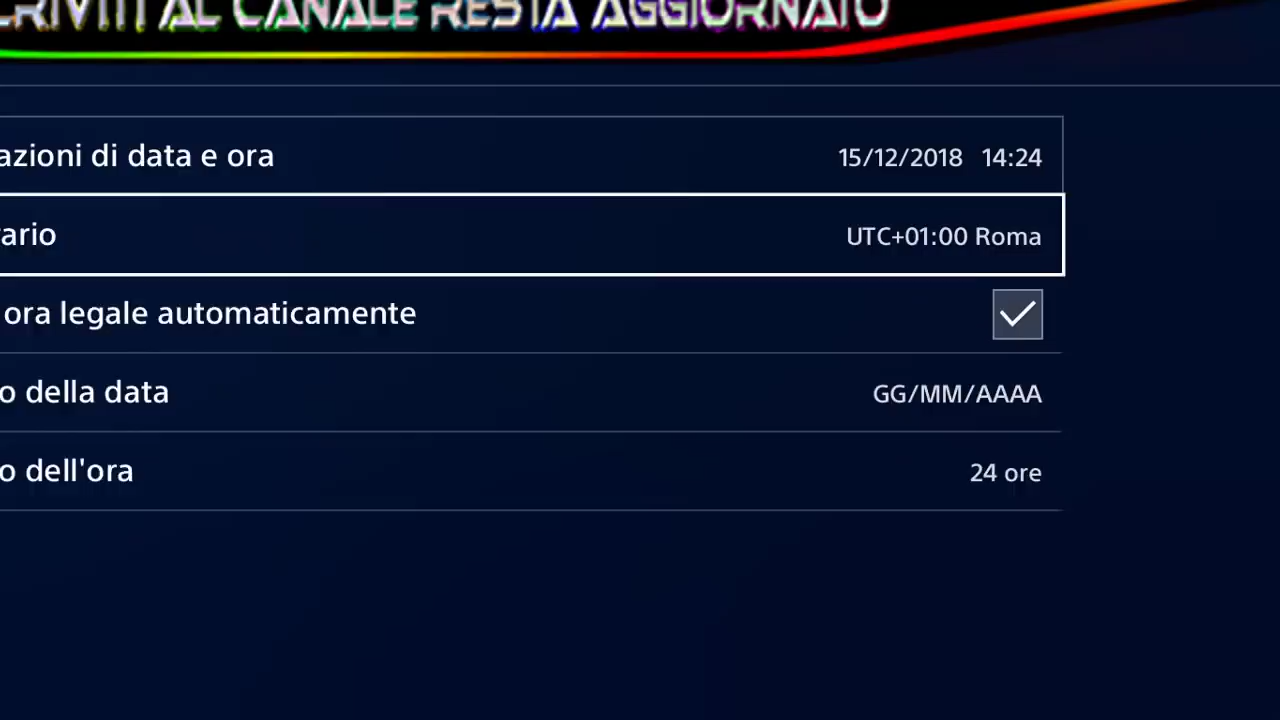 CRIVITI AL CANALE RESTA AGGIORNATO
azioni di data e ora 15/12/2018 14:24
ario UTC+01:00 Roma
ora legale automaticamente
o della data GG/MM/AAAA
o dell'ora 24 ore